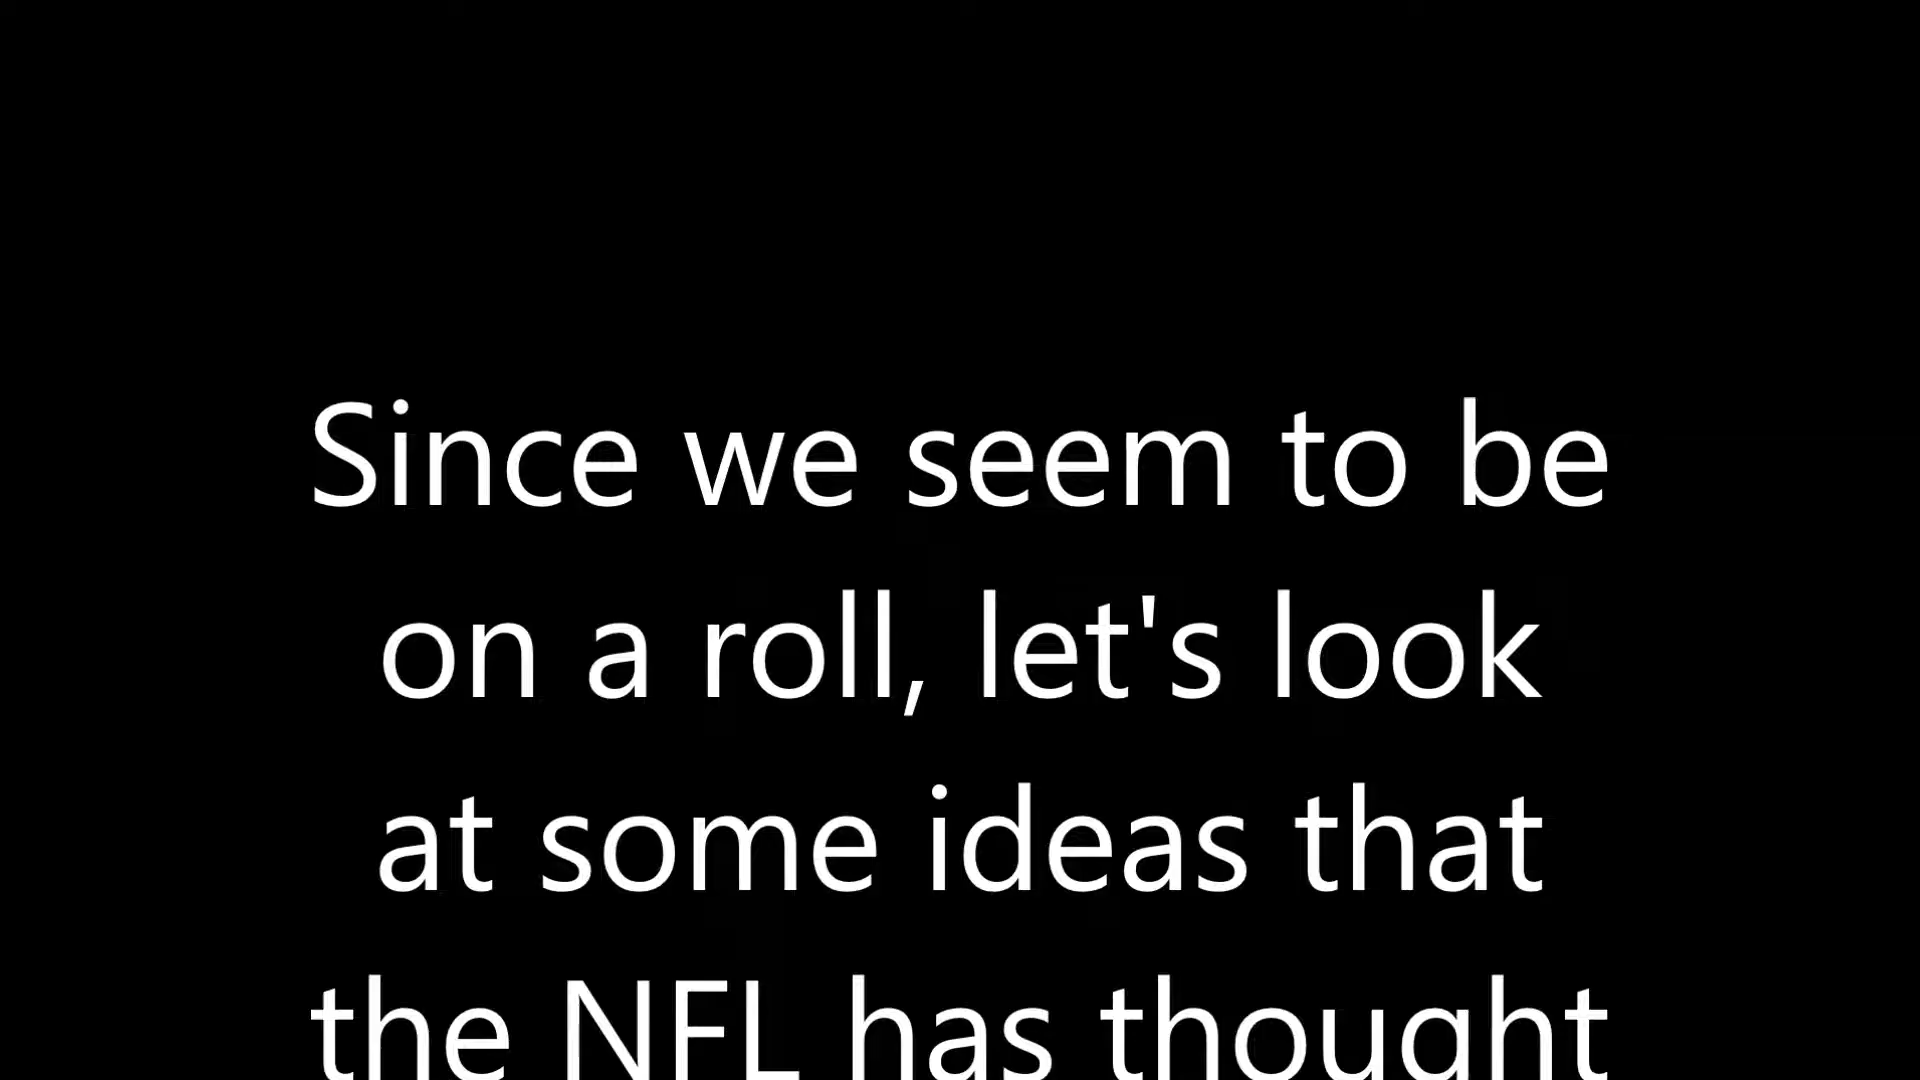 Since we seem to be
on a roll, let's look
at some ideas that
the NFL has thought